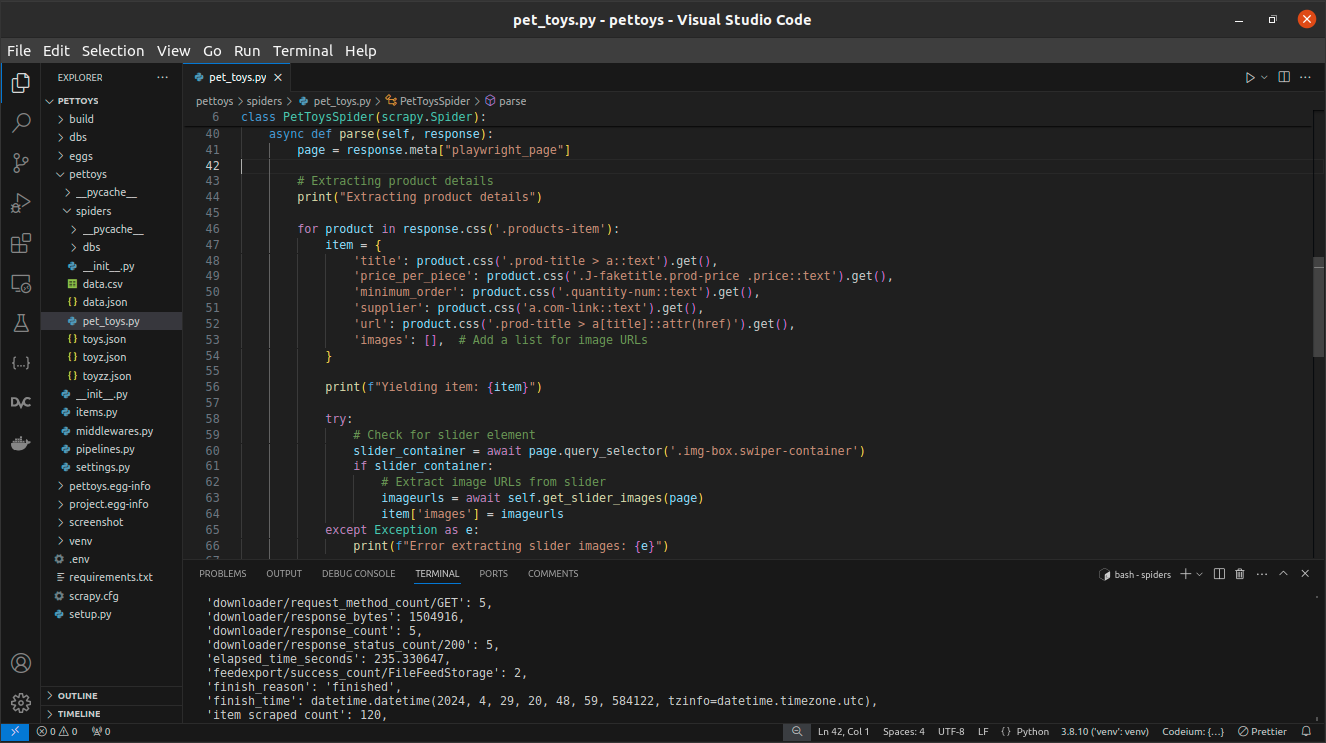 pet_toys.py - pettoys - Visual Studio Code
File Edit Selection View Go Run Terminal Help
EXPLORER
PETTOYS
build
dbs
eggs
pettoys
__pycache__
spiders
__pycache__
dbs
__init__.py
data.csv
data.json
pet_toys.py
toys.json
toyz.json
toyzz.json
__init__.py
items.py
middlewares.py
pipelines.py
settings.py
pettoys.egg-info
project.egg-info
screenshot
venv
.env
requirements.txt
scrapy.cfg
setup.py
OUTLINE
TIMELINE
DVC
pet_toys.py
pettoys > spiders > pet_toys.py > PetToysSpider > parse
6 class PetToysSpider(scrapy.Spider):
40 async def parse(self, response):
41 page = response.meta["playwright_page"]
42
43 # Extracting product details
44 print("Extracting product details")
45
46 for product in response.css('.products-item'):
47 item = {
48 'title': product.css('.prod-title > a::text').get(),
49 'price_per_piece': product.css('.J-faketitle.prod-price .price::text').get(),
50 'minimum_order': product.css('.quantity-num::text').get(),
51 'supplier': product.css('a.com-link::text').get(),
52 'url': product.css('.prod-title > a[title]::attr(href)').get(),
53 'images': [], # Add a list for image URLs
54 }
55
56 print(f"Yielding item: {item}")
57
58 try:
59 # Check for slider element
60 slider_container = await page.query_selector('.img-box.swiper-container')
61 if slider_container:
62 # Extract image URLs from slider
63 imageurls = await self.get_slider_images(page)
64 item['images'] = imageurls
65 except Exception as e:
66 print(f"Error extracting slider images: {e}")
PROBLEMS OUTPUT DEBUG CONSOLE TERMINAL PORTS COMMENTS
bash - spiders
'downloader/request_method_count/GET': 5,
'downloader/response_bytes': 1504916,
'downloader/response_count': 5,
'downloader/response_status_count/200': 5,
'elapsed_time_seconds': 235.330647,
'feedexport/success_count/FileFeedStorage': 2,
'finish_reason': 'finished',
'finish_time': datetime.datetime(2024, 4, 29, 20, 48, 59, 584122, tzinfo=datetime.timezone.utc),
'item_scraped_count': 120,
0 0 0 Ln 42, Col 1 Spaces: 4 UTF-8 LF {} Python 3.8.10 ('venv': venv) Codeium: {...} Prettier